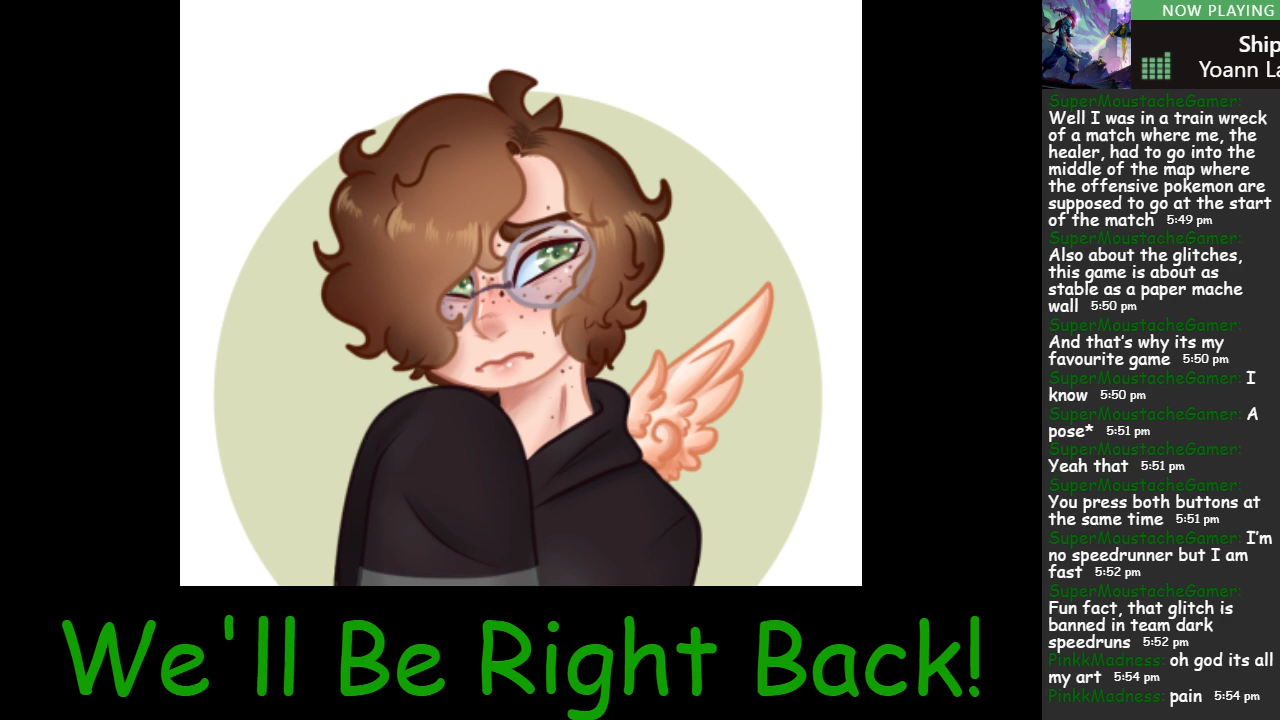 NOW PLAYING
Ship
Yoann La
SuperMoustacheGamer:
Well I was in a train wreck
of a match where me, the
healer, had to go into the
middle of the map where
the offensive pokemon are
supposed to go at the start
of the match 5:49 pm
SuperMoustacheGamer:
Also about the glitches,
this game is about as
stable as a paper mache
wall 5:50 pm
SuperMoustacheGamer:
And that's why its my
favourite game 5:50 pm
SuperMoustacheGamer: I
know 5:50 pm
SuperMoustacheGamer: A
pose* 5:51 pm
SuperMoustacheGamer:
Yeah that 5:51 pm
SuperMoustacheGamer:
You press both buttons at
the same time 5:51 pm
SuperMoustacheGamer: I'm
no speedrunner but I am
fast 5:52 pm
SuperMoustacheGamer:
Fun fact, that glitch is
banned in team dark
speedruns 5:52 pm
PinkkMadness: oh god its all
my art 5:54 pm
PinkkMadness: pain 5:54 pm
We'll Be Right Back!